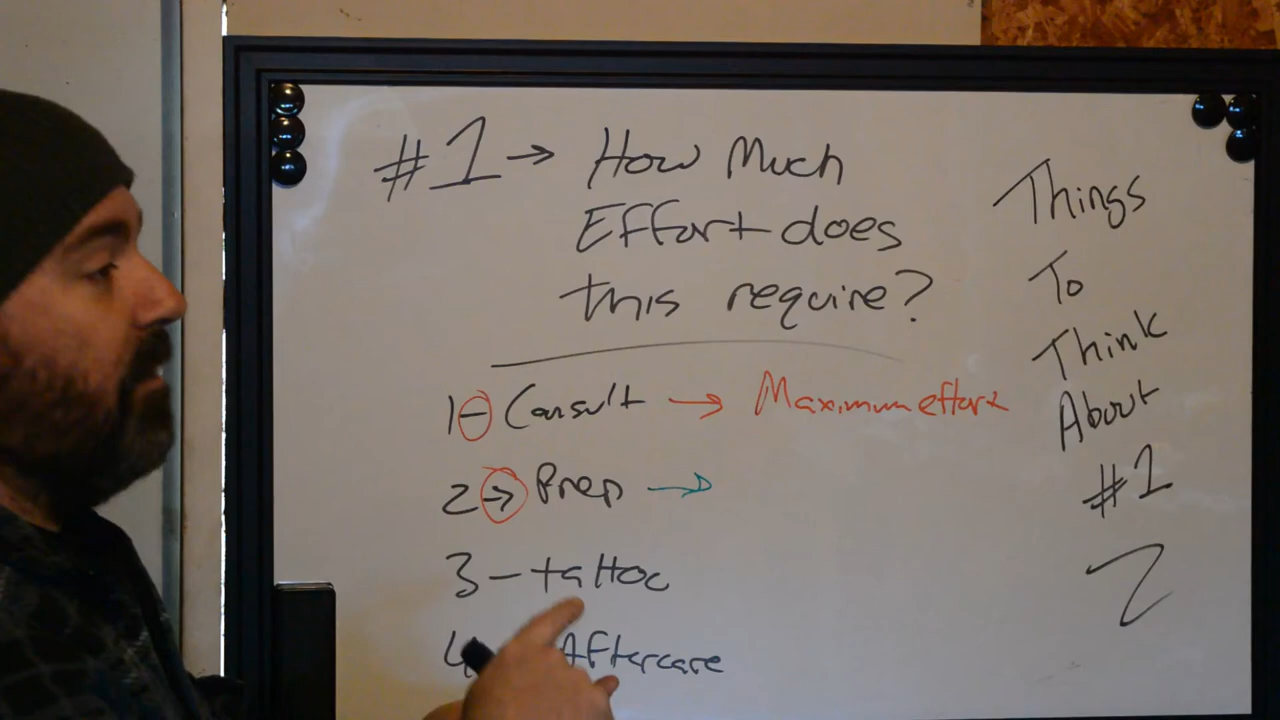 #1 → How Much
Effort does
this require?
1- Consult → Maximum effort
2 → Prep →
3 - tattoo
4 Aftercare
Things
To
Think
About
#1